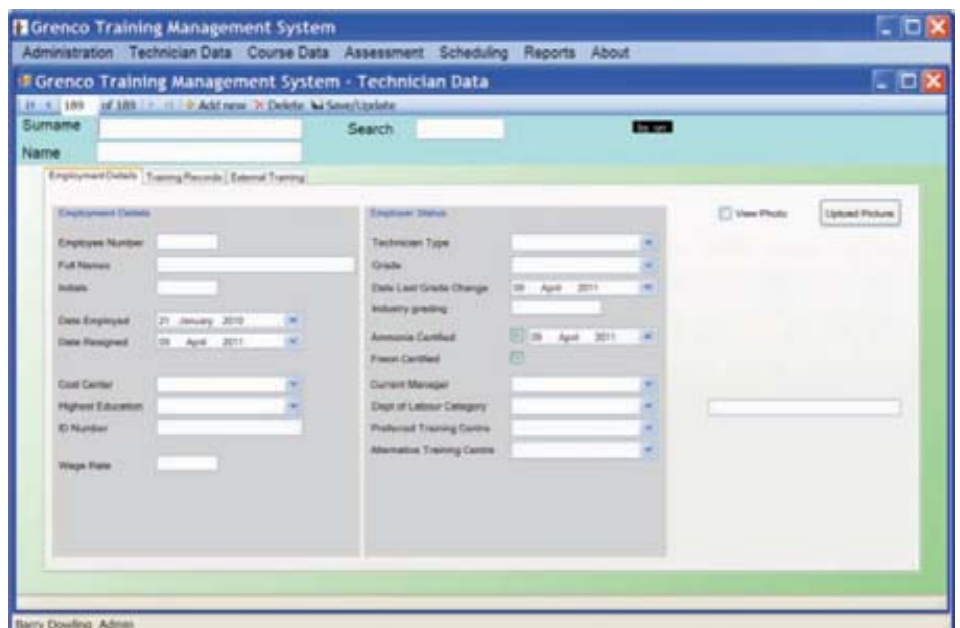 Grenco Training Management System
Administration Technician Data Course Data Assessment Scheduling Reports About
Grenco Training Management System - Technician Data
189 of 189 Add new Delete Save/Update
Surname Search
Name
Employment Details Training Records External Training
Employment Details Employer Status View Photo Upload Picture
Employee Number Technician Type
Full Names Grade
Initials Date Last Grade Change 09 April 2011
Industry grading
Date Employed 21 January 2010 Ammonia Certified 09 April 2011
Date Resigned 09 April 2011
Freon Certified
Cost Center Current Manager
Highest Education Dept of Labour Category
ID Number Preferred Training Centre
Alternative Training Centre
Wage Rate
Barry Dowling Admin